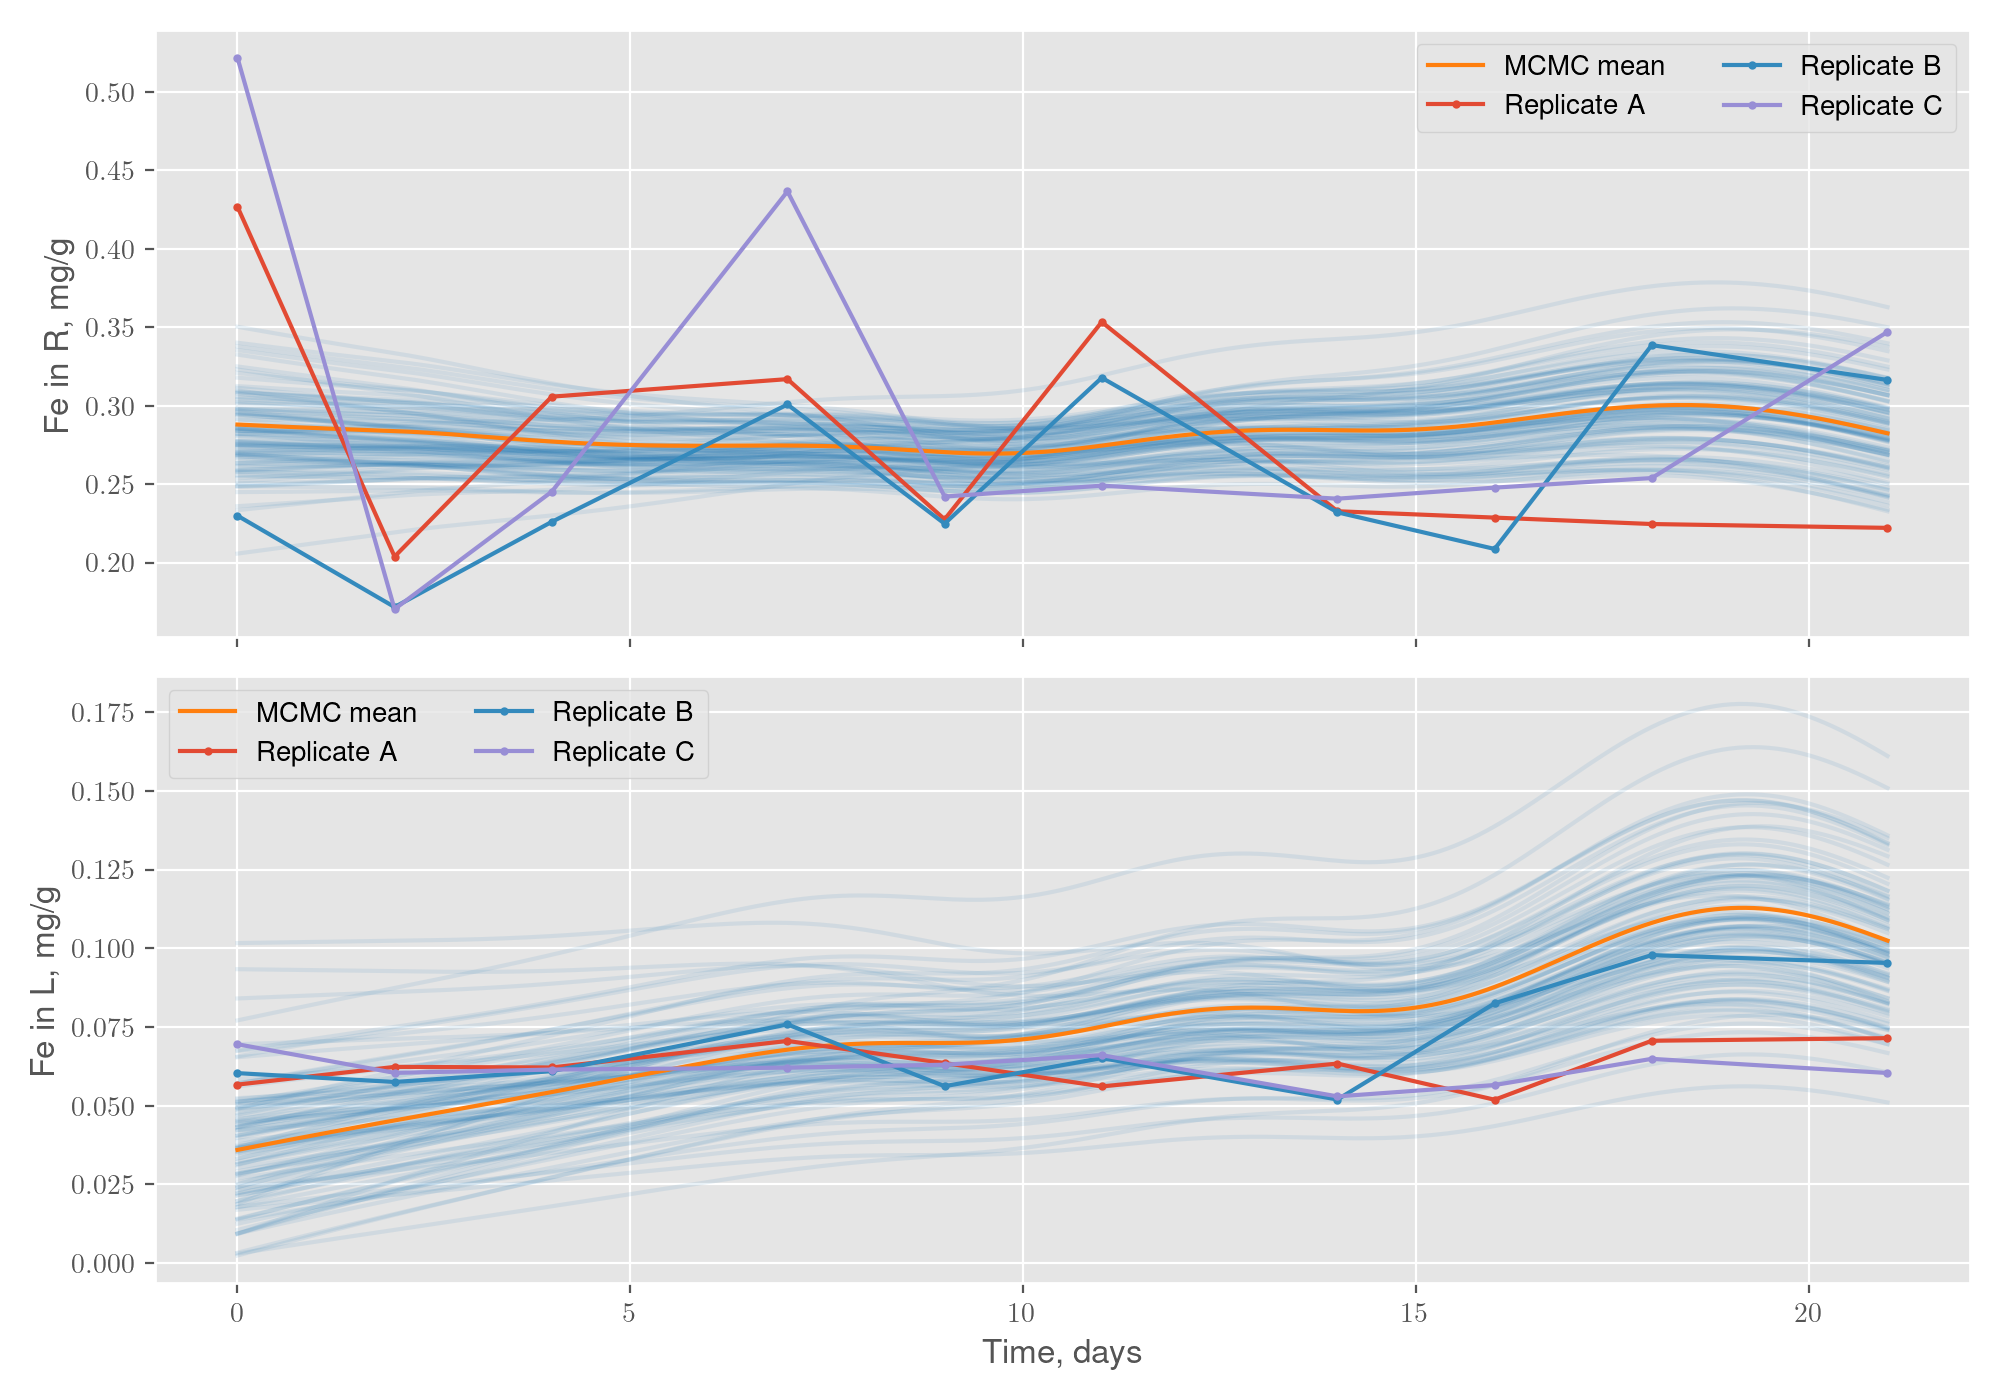 MCMC mean
Replicate A
Replicate B
Replicate C
0.50
0.45
0.40
0.35
0.30
0.25
0.20
Fe in R, mg/g
MCMC mean
Replicate A
Replicate B
Replicate C
0.175
0.150
0.125
0.100
0.075
0.050
0.025
0.000
Fe in L, mg/g
0 5 10 15 20
Time, days